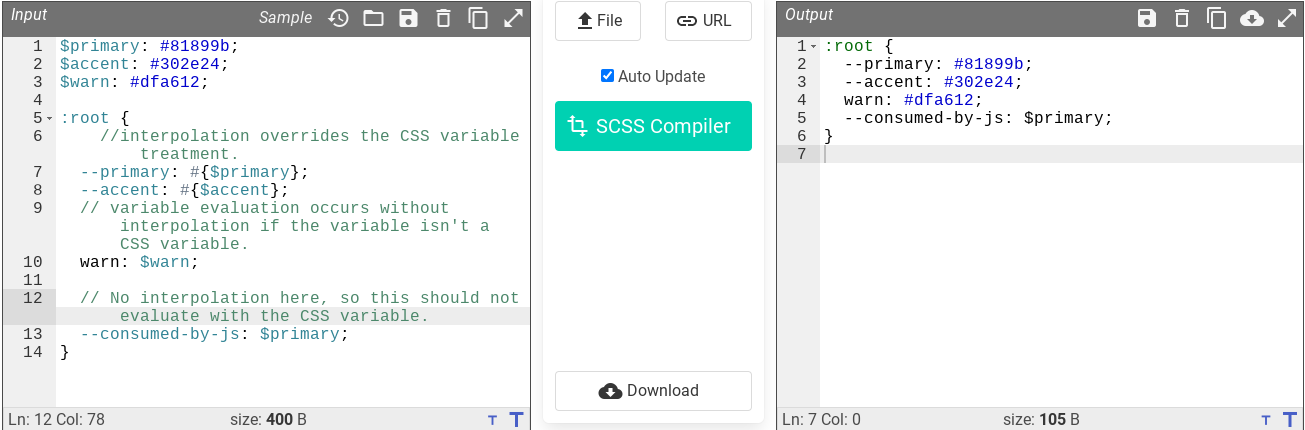 Input
Sample
1 $primary: #81899b;
2 $accent: #302e24;
3 $warn: #dfa612;
4
5 :root {
6 //interpolation overrides the CSS variable
treatment.
7 --primary: #{$primary};
8 --accent: #{$accent};
9 // variable evaluation occurs without
interpolation if the variable isn't a
CSS variable.
10 warn: $warn;
11
12 // No interpolation here, so this should not
evaluate with the CSS variable.
13 --consumed-by-js: $primary;
14 }
Ln: 12 Col: 78 size: 400 B T T
File URL
Auto Update
SCSS Compiler
Download
Output
1 :root {
2 --primary: #81899b;
3 --accent: #302e24;
4 warn: #dfa612;
5 --consumed-by-js: $primary;
6 }
7
Ln: 7 Col: 0 size: 105 B T T